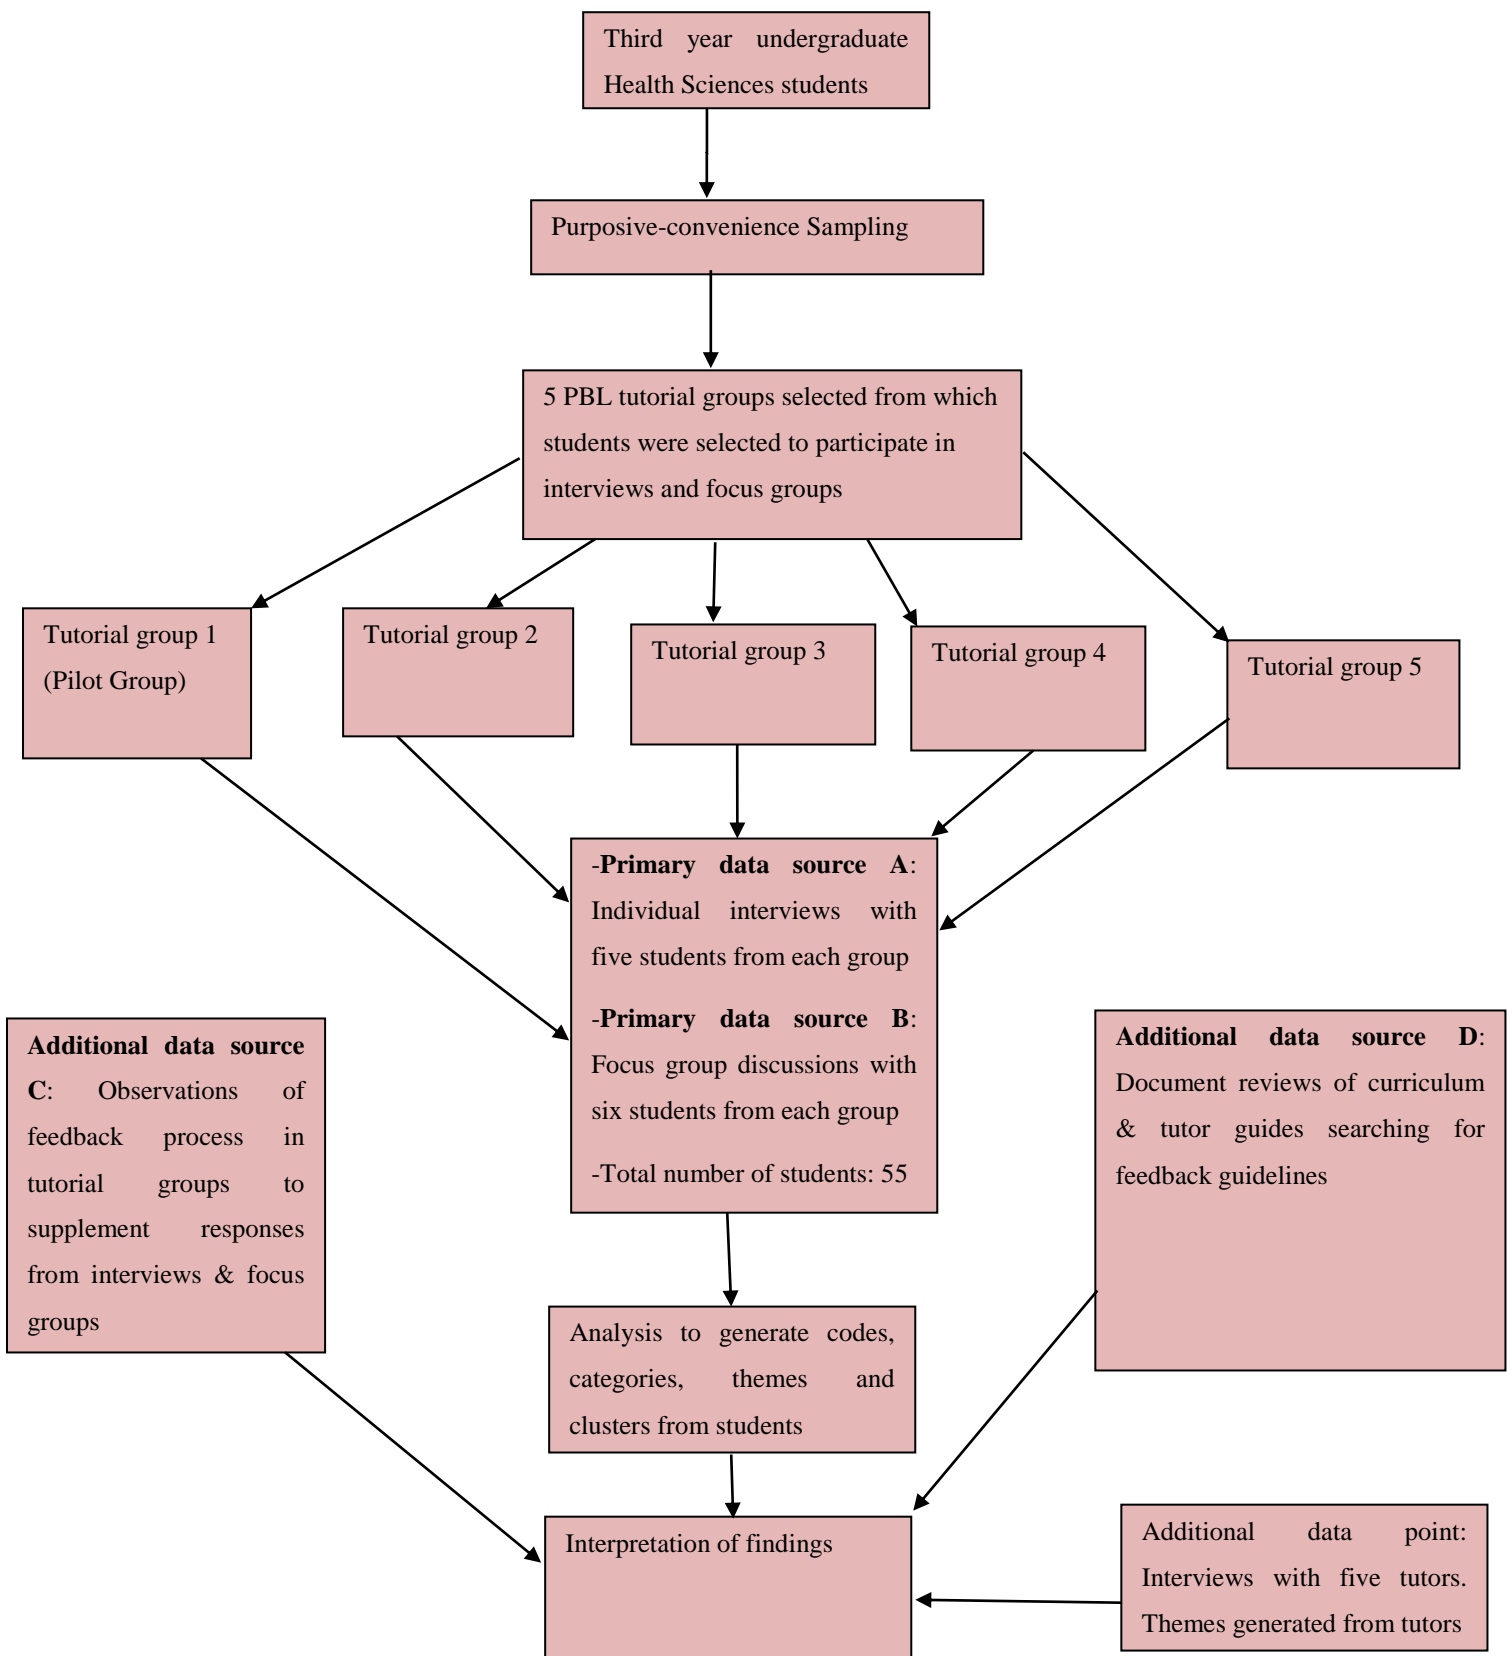 Third year undergraduate
Health Sciences students
Purposive-convenience Sampling
5 PBL tutorial groups selected from which
students were selected to participate in
interviews and focus groups
Tutorial group 1
(Pilot Group)
Tutorial group 2
Tutorial group 3
Tutorial group 4
Tutorial group 5
-Primary data source A:
Individual interviews with
five students from each group
-Primary data source B:
Focus group discussions with
six students from each group
-Total number of students: 55
Additional data source
C: Observations of
feedback process in
tutorial groups to
supplement responses
from interviews & focus
groups
Additional data source D:
Document reviews of curriculum
& tutor guides searching for
feedback guidelines
Analysis to generate codes,
categories, themes and
clusters from students
Interpretation of findings
Additional data point:
Interviews with five tutors.
Themes generated from tutors